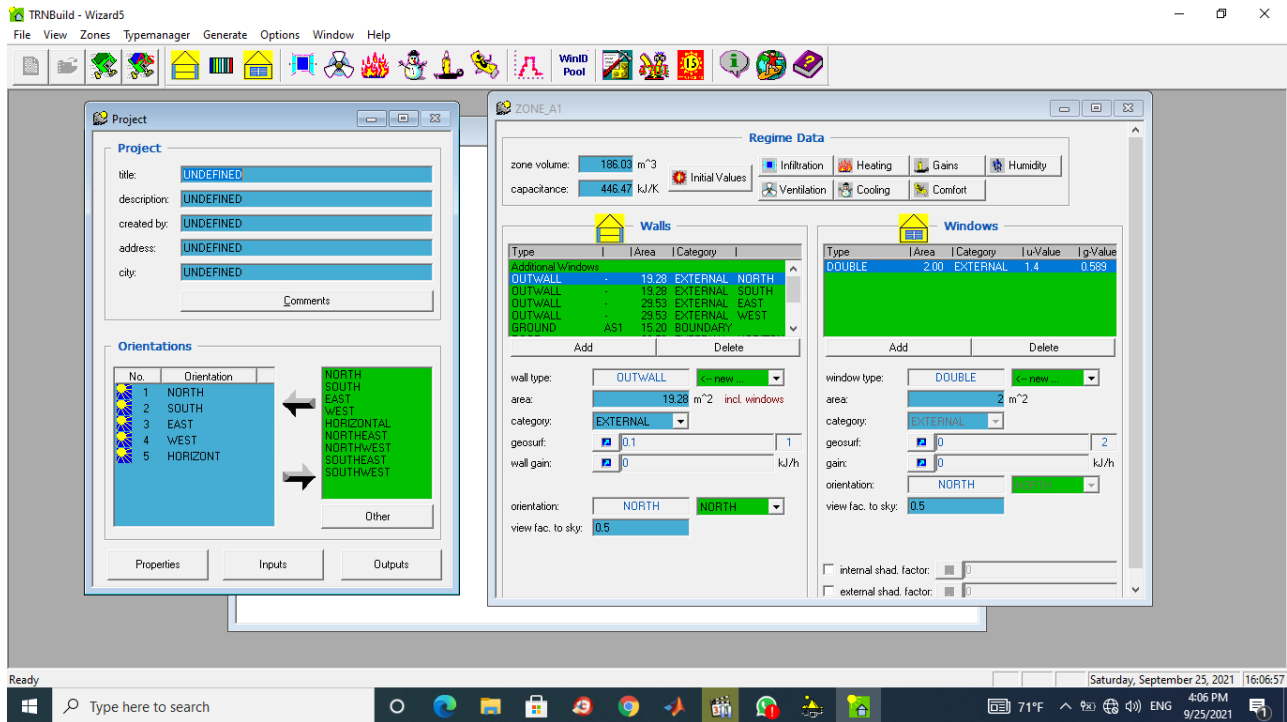 TRNBuild - Wizard5
File View Zones Typemanager Generate Options Window Help
WinID Pool
15
Project
Project
title: UNDEFINED
description: UNDEFINED
created by: UNDEFINED
address: UNDEFINED
city: UNDEFINED
Comments
Orientations
No. Orientation
1 NORTH
2 SOUTH
3 EAST
4 WEST
5 HORIZONT
NORTH
SOUTH
EAST
WEST
HORIZONTAL
NORTHEAST
NORTHWEST
SOUTHEAST
SOUTHWEST
Other
Properties Inputs Outputs
ZONE_A1
Regime Data
zone volume: 186.03 m^3
capacitance: 446.47 kJ/K
Initial Values
Infiltration Heating Gains Humidity
Ventilation Cooling Comfort
Walls
Type | | Area | Category |
Additional Windows
OUTWALL - 19.28 EXTERNAL NORTH
OUTWALL - 19.28 EXTERNAL SOUTH
OUTWALL - 29.53 EXTERNAL EAST
OUTWALL - 29.53 EXTERNAL WEST
GROUND AS1 15.20 BOUNDARY
Add Delete
wall type: OUTWALL <-- new ...
area: 19.28 m^2 incl. windows
category: EXTERNAL
geosurf: 0.1 1
wall gain: 0 kJ/h
orientation: NORTH NORTH
view fac. to sky: 0.5
Windows
Type | Area | Category | u-Value | g-Value
DOUBLE 2.00 EXTERNAL 1.4 0.589
Add Delete
window type: DOUBLE <-- new ...
area: 2 m^2
category: EXTERNAL
geosurf: 0 2
gain: 0 kJ/h
orientation: NORTH
view fac. to sky: 0.5
internal shad. factor: 0
external shad. factor: 0
Ready
Saturday, September 25, 2021 16:06:57
Type here to search
71°F ENG
4:06 PM
9/25/2021